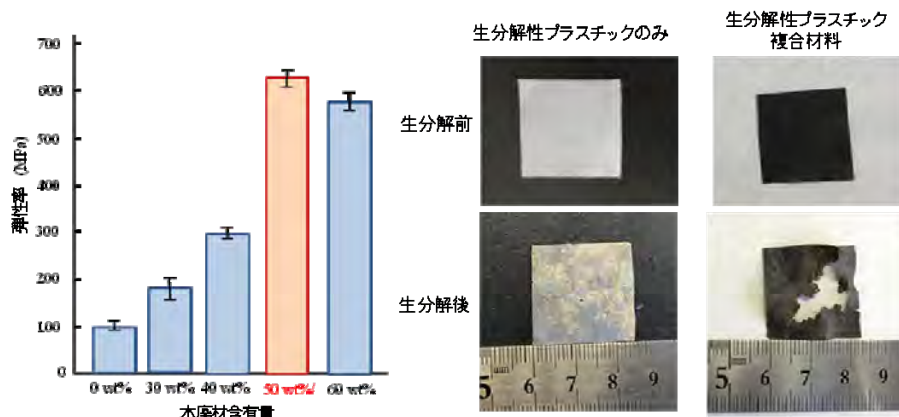 700
600
500
400
300
200
100
0
弾性率 (MPa)
0 wt%
30 wt%
40 wt%
50 wt%
60 wt%
木廃材含有量
生分解性プラスチックのみ
生分解性プラスチック
複合材料
生分解前
生分解後
5 6 7 8 9
5 6 7 8 9